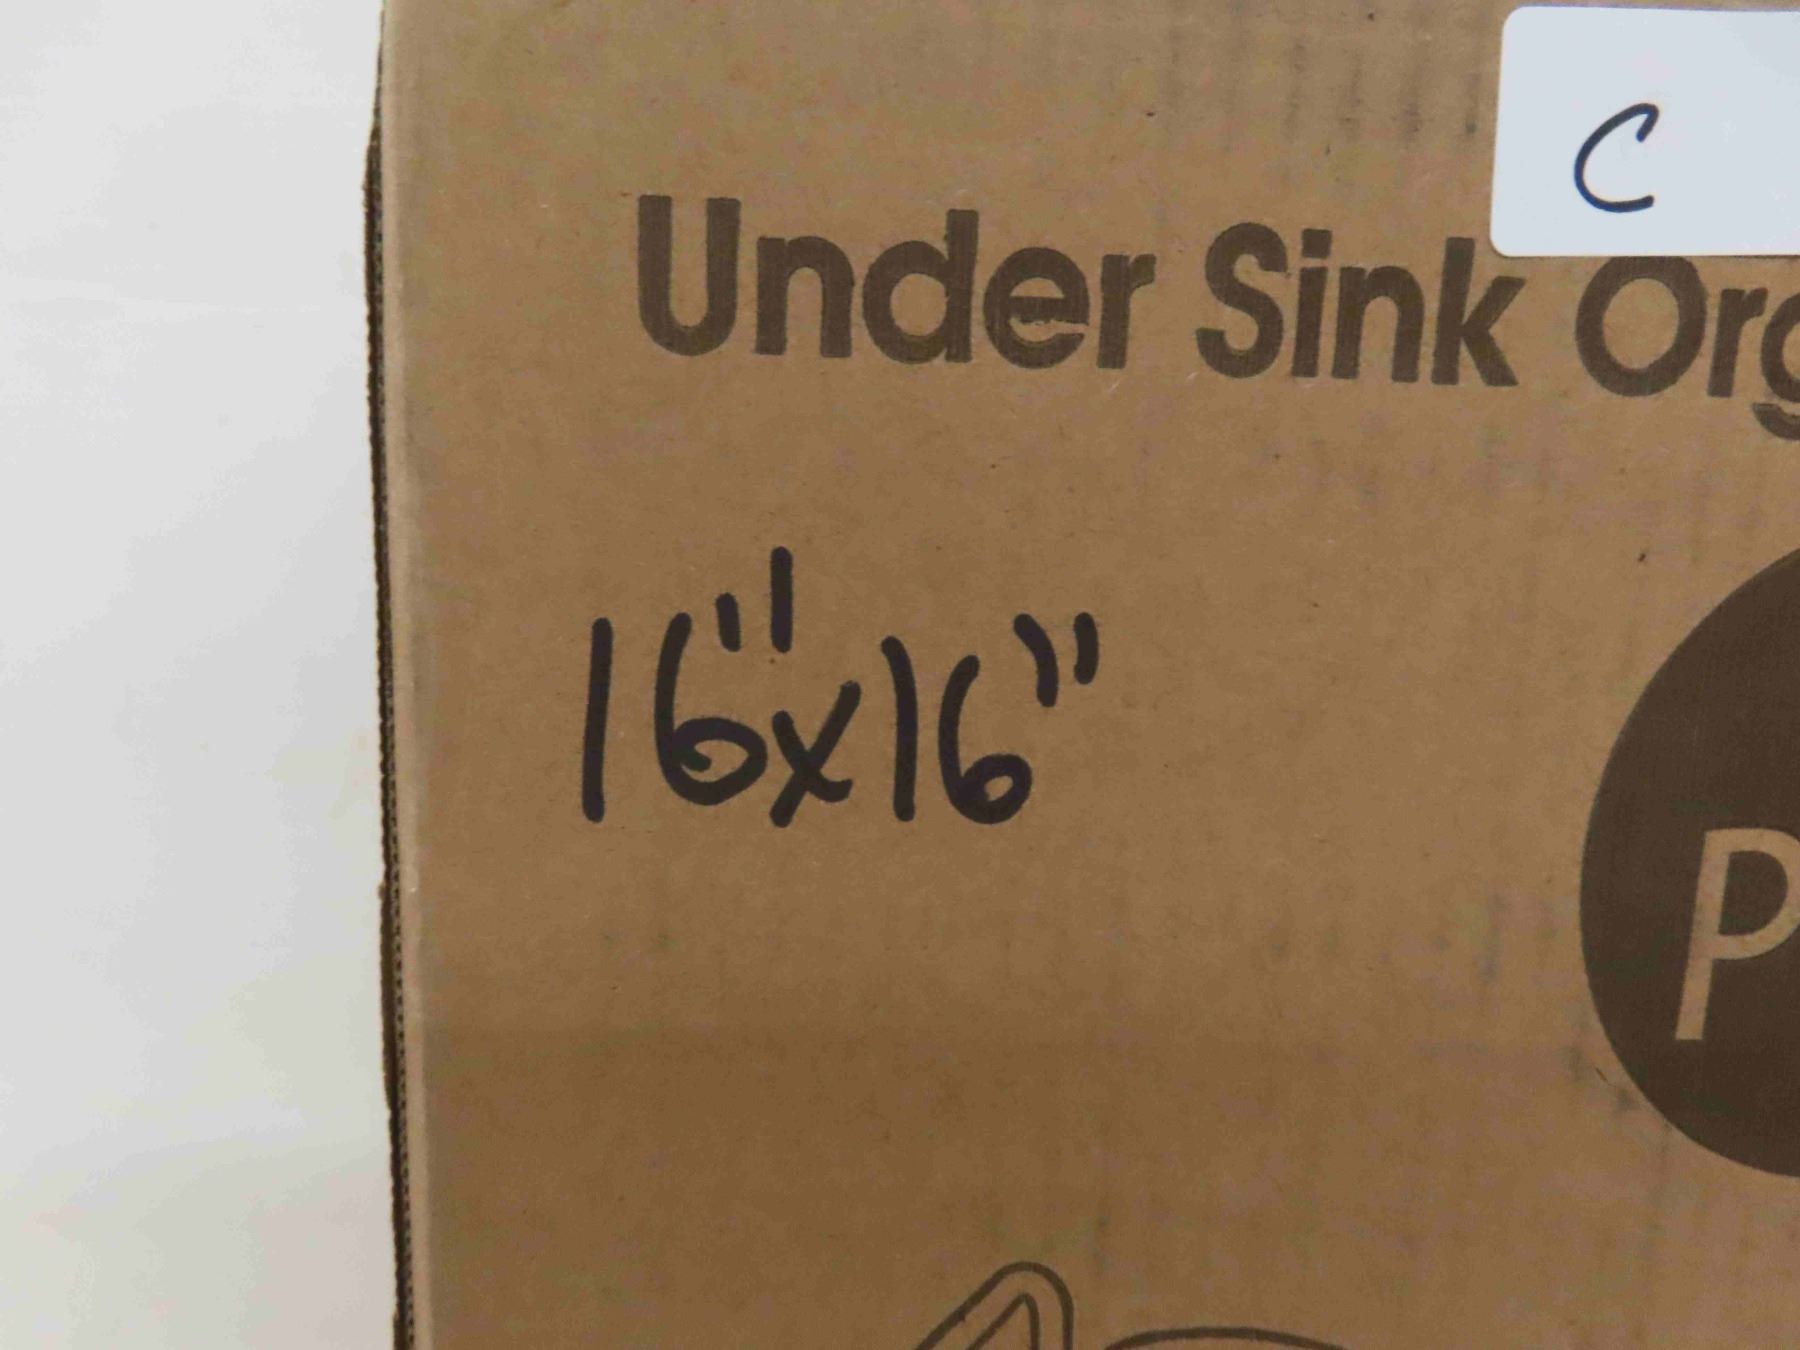 C
Under Sink Org
16"x16"
P